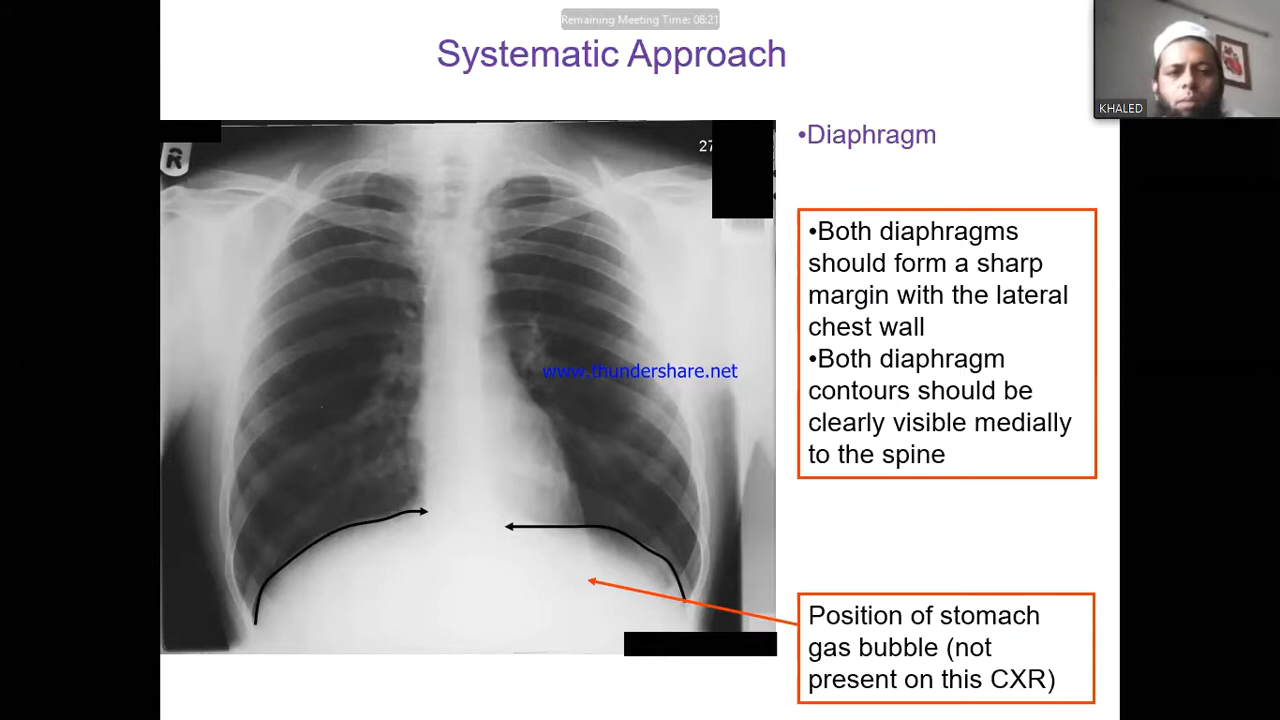 Remaining Meeting Time: 08:21
Systematic Approach
KHALED
R
27
•Diaphragm
www.thundershare.net
•Both diaphragms
should form a sharp
margin with the lateral
chest wall
•Both diaphragm
contours should be
clearly visible medially
to the spine
Position of stomach
gas bubble (not
present on this CXR)